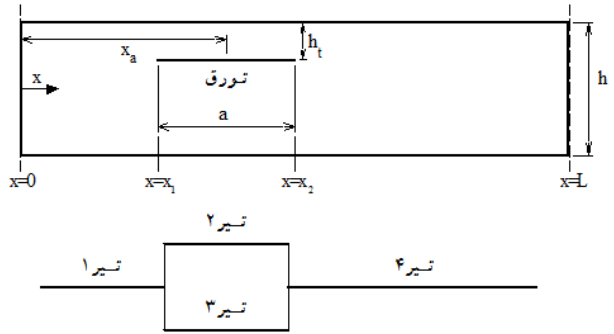 h_t
x_a
x
تورق
h
a
x=0
x=x_1
x=x_2
x=L
تیر۲
تیر۱
تیر۴
تیر۳